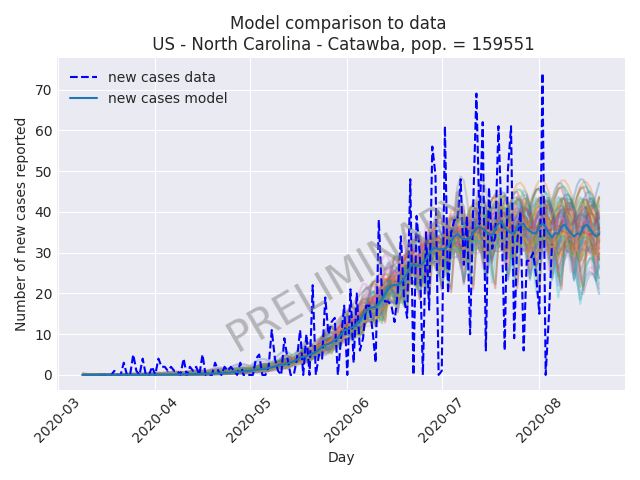 Model comparison to data
US - North Carolina - Catawba, pop. = 159551
new cases data
new cases model
Number of new cases reported
70
60
50
40
30
20
10
0
PRELIMINARY
2020-03
2020-04
2020-05
2020-06
2020-07
2020-08
Day